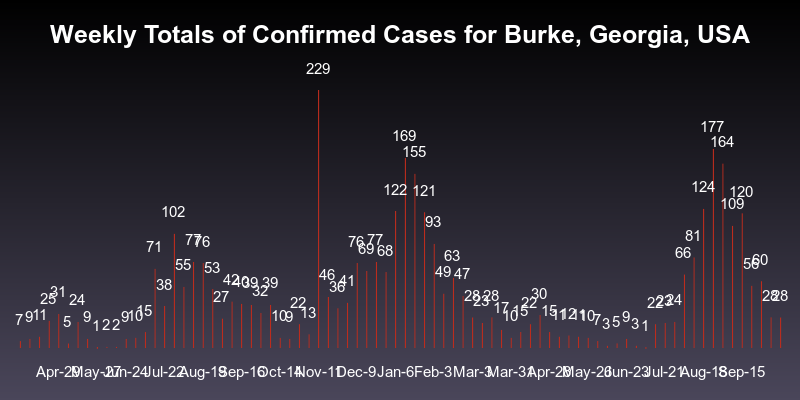 Weekly Totals of Confirmed Cases for Burke, Georgia, USA
7 9 11 25 31 5 24 9 1 2 2 9 10 15 71 38 102 55 77 76 53 27 42 40 39 32 39 10 9 22 13 229 46 36 41 76 69 77 68 122 169 155 121 93 49 63 47 28 23 28 17 10 15 22 30 15 11 12 11 10 7 3 5 9 3 1 22 23 24 66 81 124 177 164 109 120 56 60 28 28
Apr-29 May-27 Jun-24 Jul-22 Aug-19 Sep-16 Oct-14 Nov-11 Dec-9 Jan-6 Feb-3 Mar-3 Mar-31 Apr-28 May-26 Jun-23 Jul-21 Aug-18 Sep-15